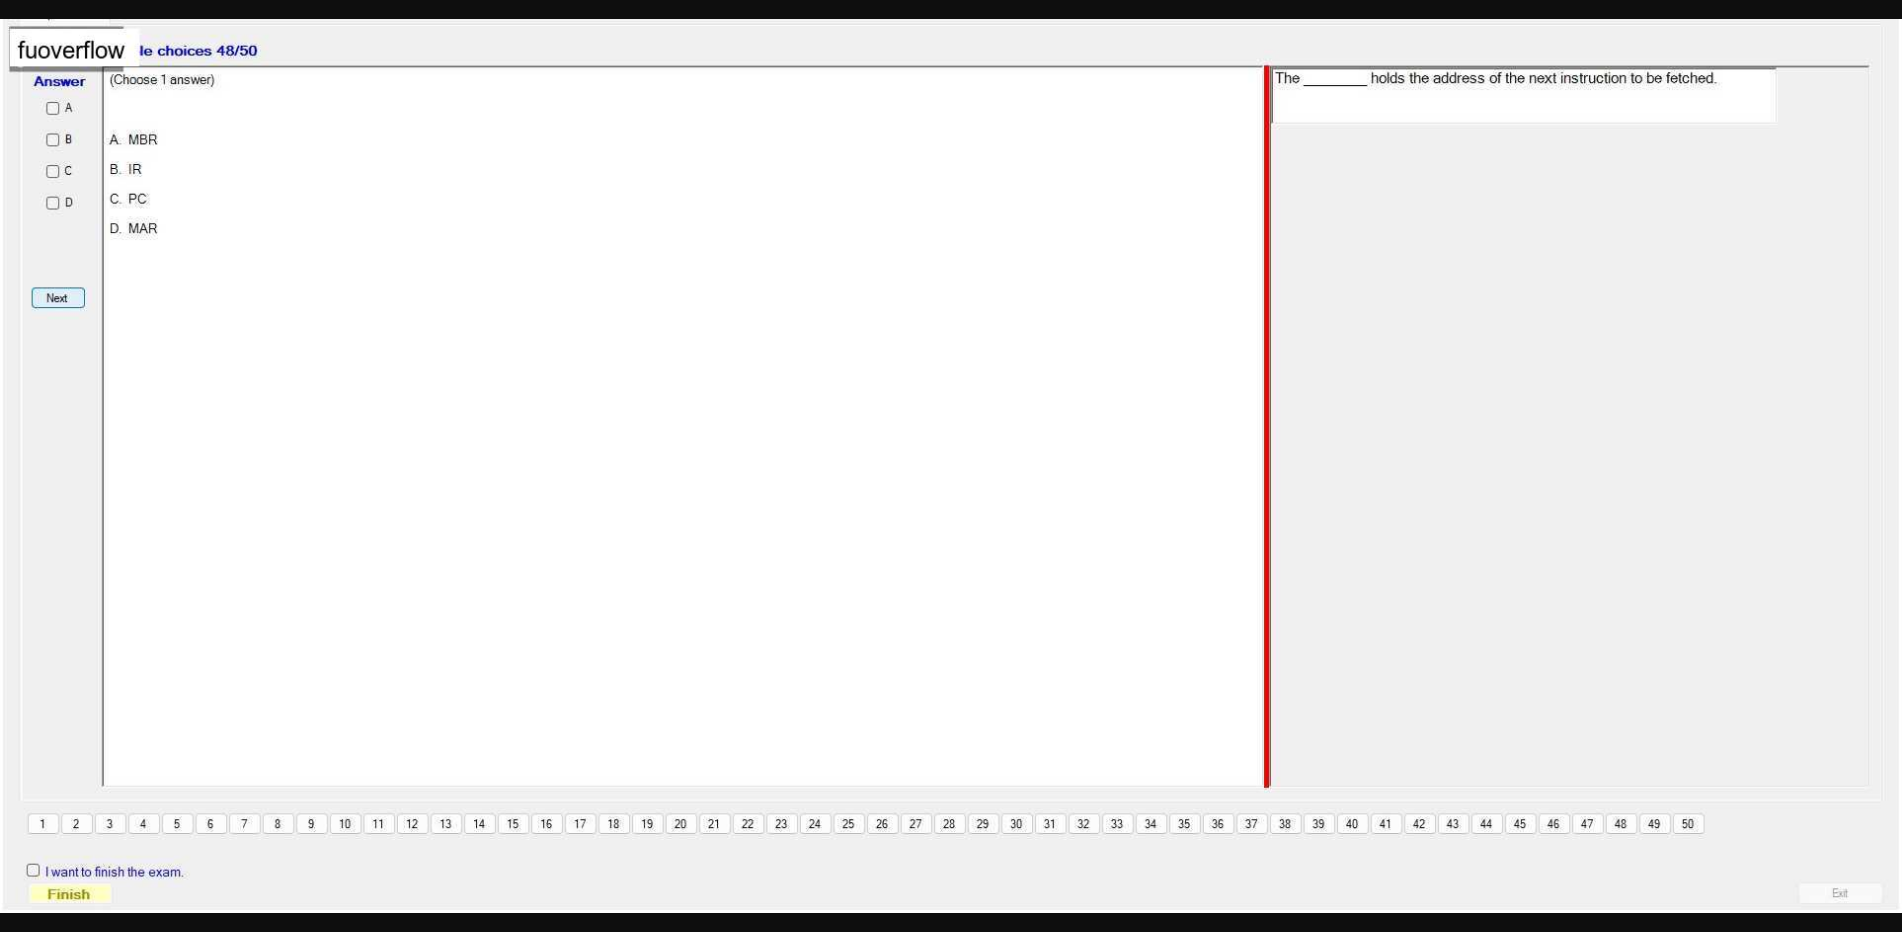 fuoverflow
le choices 48/50
Answer
(Choose 1 answer)
A
B
C
D
A. MBR
B. IR
C. PC
D. MAR
Next
The ________ holds the address of the next instruction to be fetched.
1 2 3 4 5 6 7 8 9 10 11 12 13 14 15 16 17 18 19 20 21 22 23 24 25 26 27 28 29 30 31 32 33 34 35 36 37 38 39 40 41 42 43 44 45 46 47 48 49 50
I want to finish the exam.
Finish
Exit